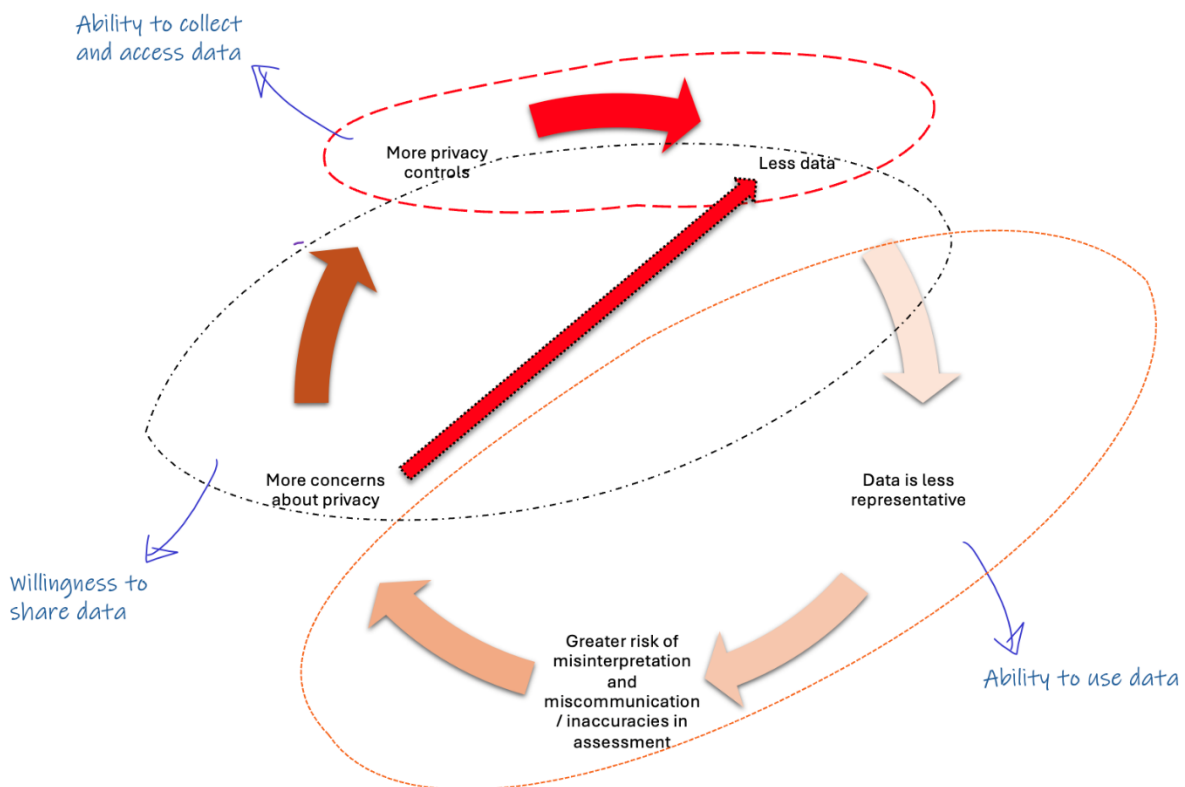 Ability to collect
and access data
More privacy
controls
Less data
More concerns
about privacy
Data is less
representative
Willingness to
share data
Greater risk of
misinterpretation
and
miscommunication
/ inaccuracies in
assessment
Ability to use data